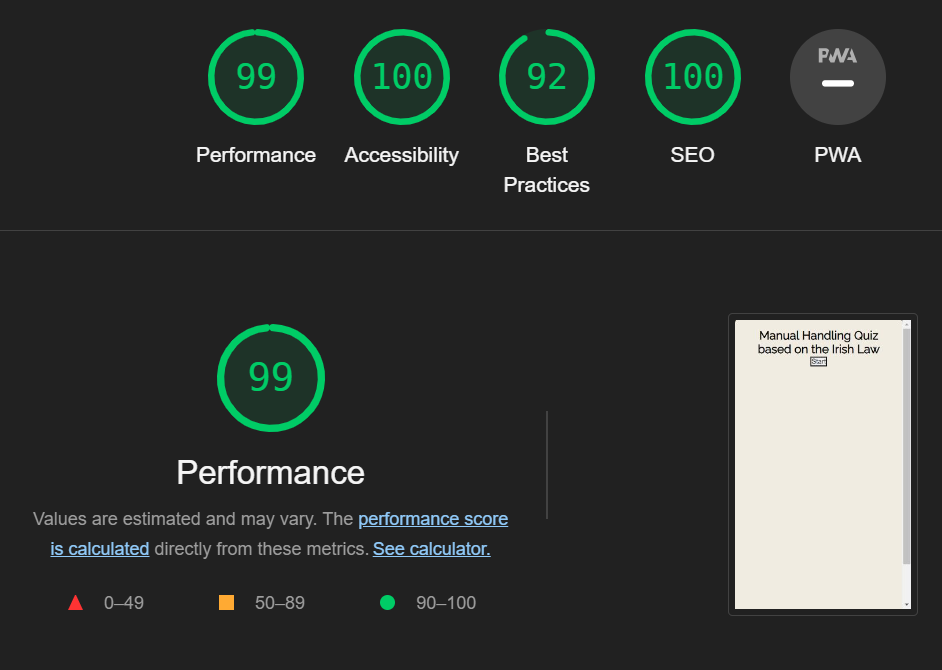 99
100
92
100
PWA
Performance
Accessibility
Best
Practices
SEO
PWA
99
Performance
Values are estimated and may vary. The performance score
is calculated directly from these metrics. See calculator.
0–49
50–89
90–100
Manual Handling Quiz
based on the Irish Law
Start